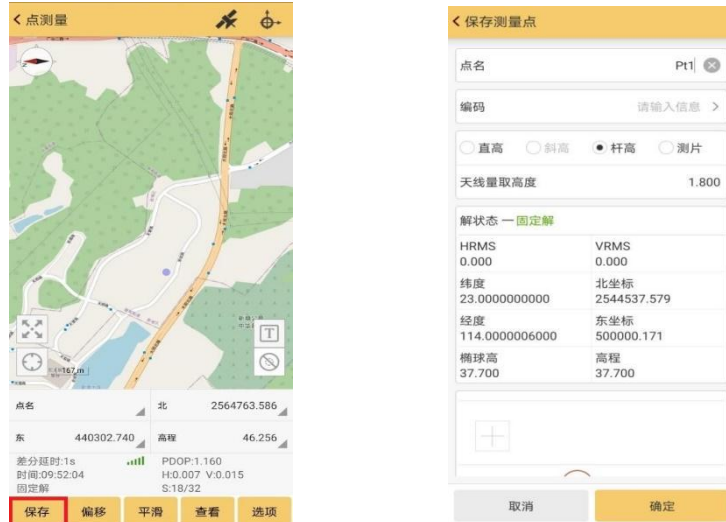 点测量
N
167 m
T
点名
北 2564763.586
东 440302.740
高程 46.256
差分延时:1s
时间:09:52:04
固定解
PDOP:1.160
H:0.007 V:0.015
S:18/32
保存 偏移 平滑 查看 选项
保存测量点
点名 Pt1
编码 请输入信息
直高 斜高 杆高 测片
天线量取高度 1.800
解状态 — 固定解
HRMS VRMS
0.000 0.000
纬度 北坐标
23.0000000000 2544537.579
经度 东坐标
114.0000006000 500000.171
椭球高 高程
37.700 37.700
取消 确定